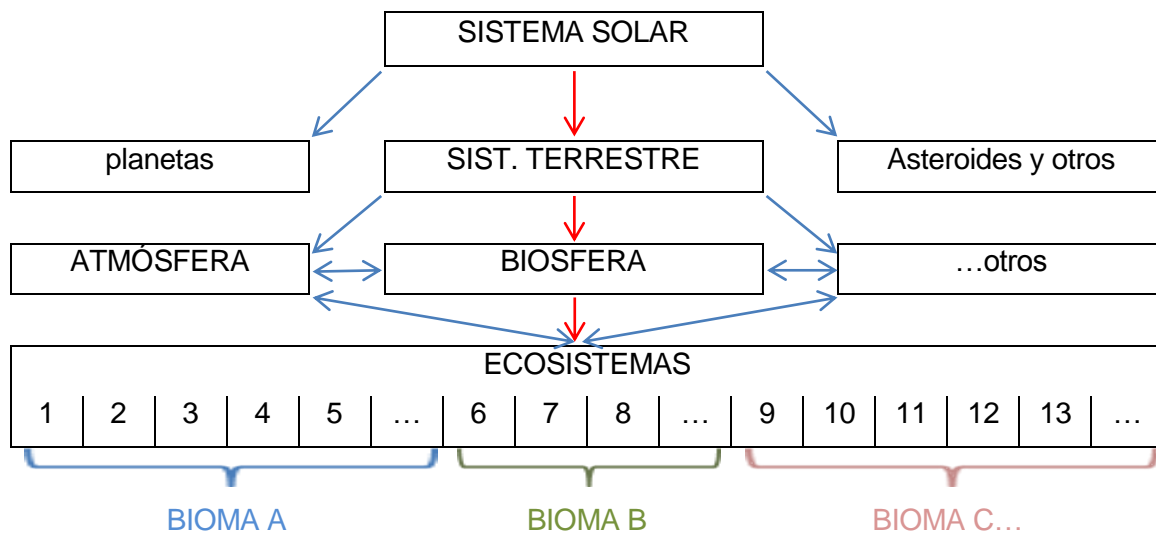 SISTEMA SOLAR
planetas
SIST. TERRESTRE
Asteroides y otros
ATMÓSFERA
BIOSFERA
…otros
ECOSISTEMAS
1 2 3 4 5 … 6 7 8 … 9 10 11 12 13 …
BIOMA A
BIOMA B
BIOMA C…